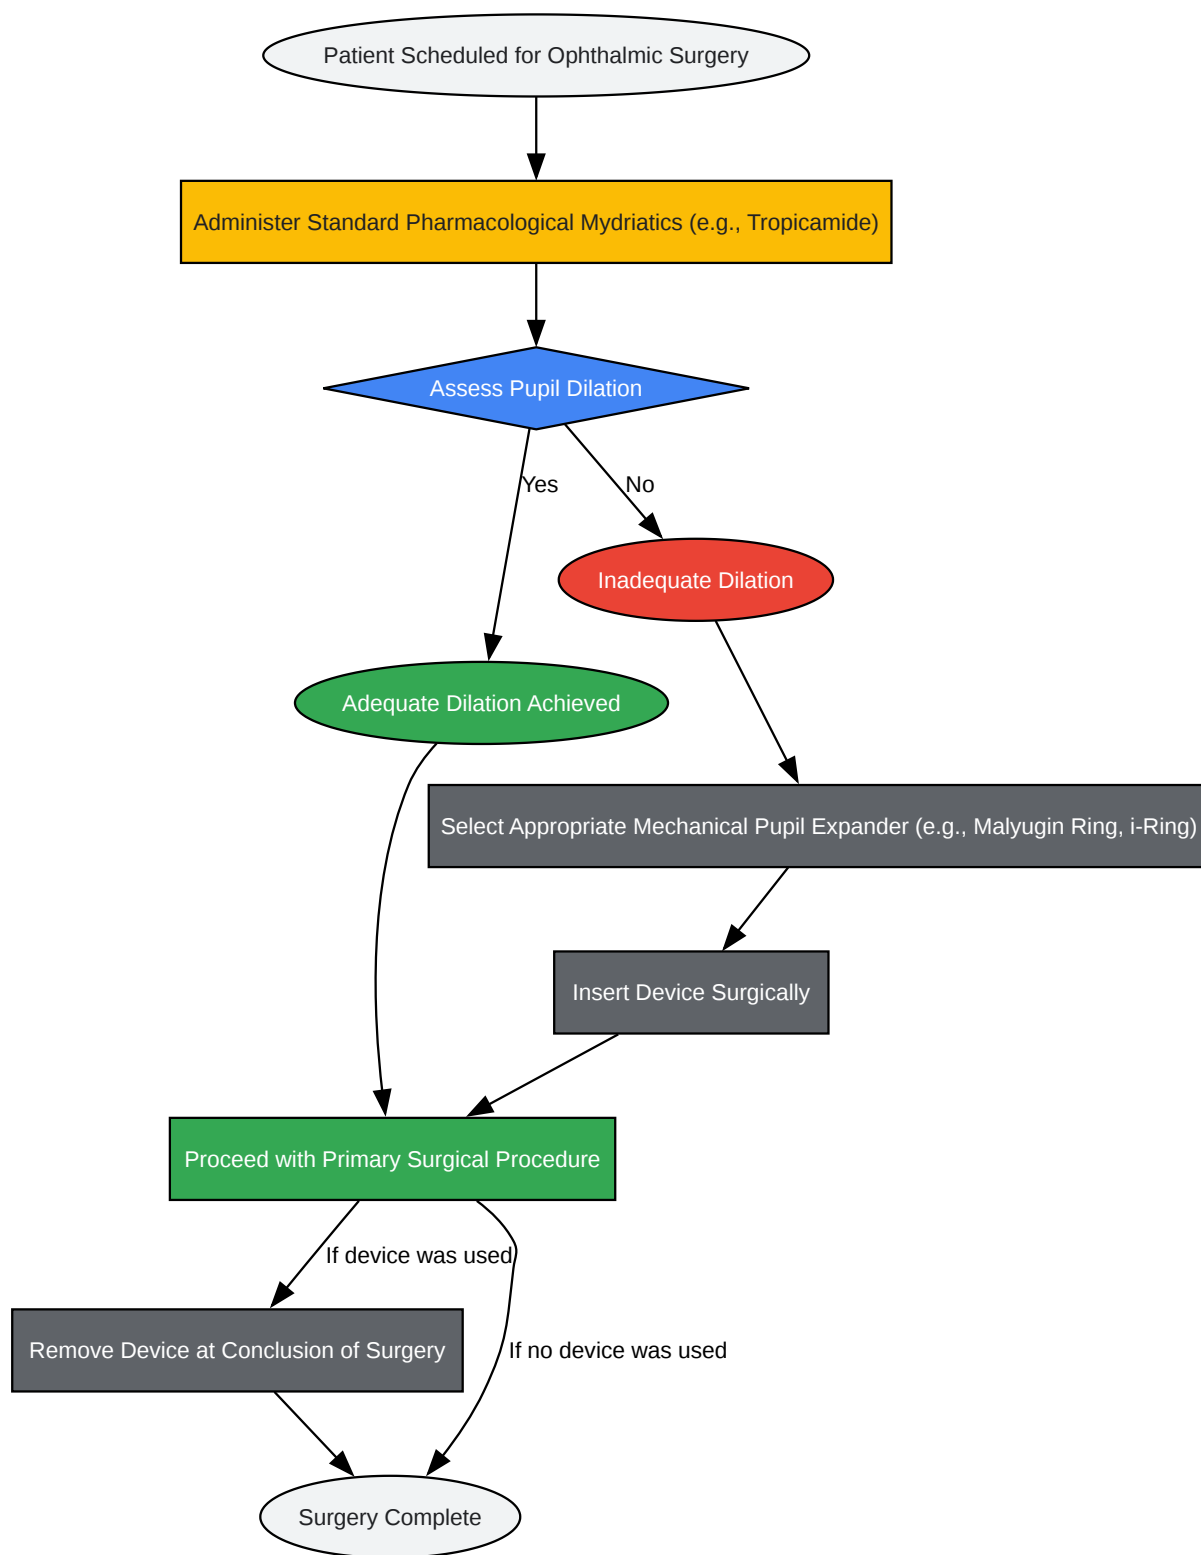 Patient Scheduled for Ophthalmic Surgery
Administer Standard Pharmacological Mydriatics (e.g., Tropicamide)
Assess Pupil Dilation
Yes
No
Inadequate Dilation
Adequate Dilation Achieved
Select Appropriate Mechanical Pupil Expander (e.g., Malyugin Ring, i-Ring)
Insert Device Surgically
Proceed with Primary Surgical Procedure
If device was used
Remove Device at Conclusion of Surgery
If no device was used
Surgery Complete